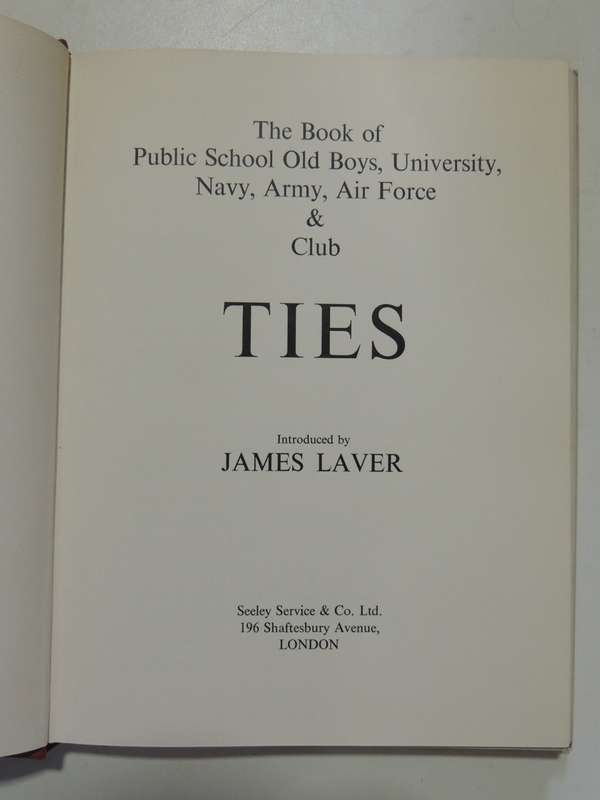 The Book of
Public School Old Boys, University,
Navy, Army, Air Force
&
Club
TIES
Introduced by
JAMES LAVER
Seeley Service & Co. Ltd.
196 Shaftesbury Avenue,
LONDON